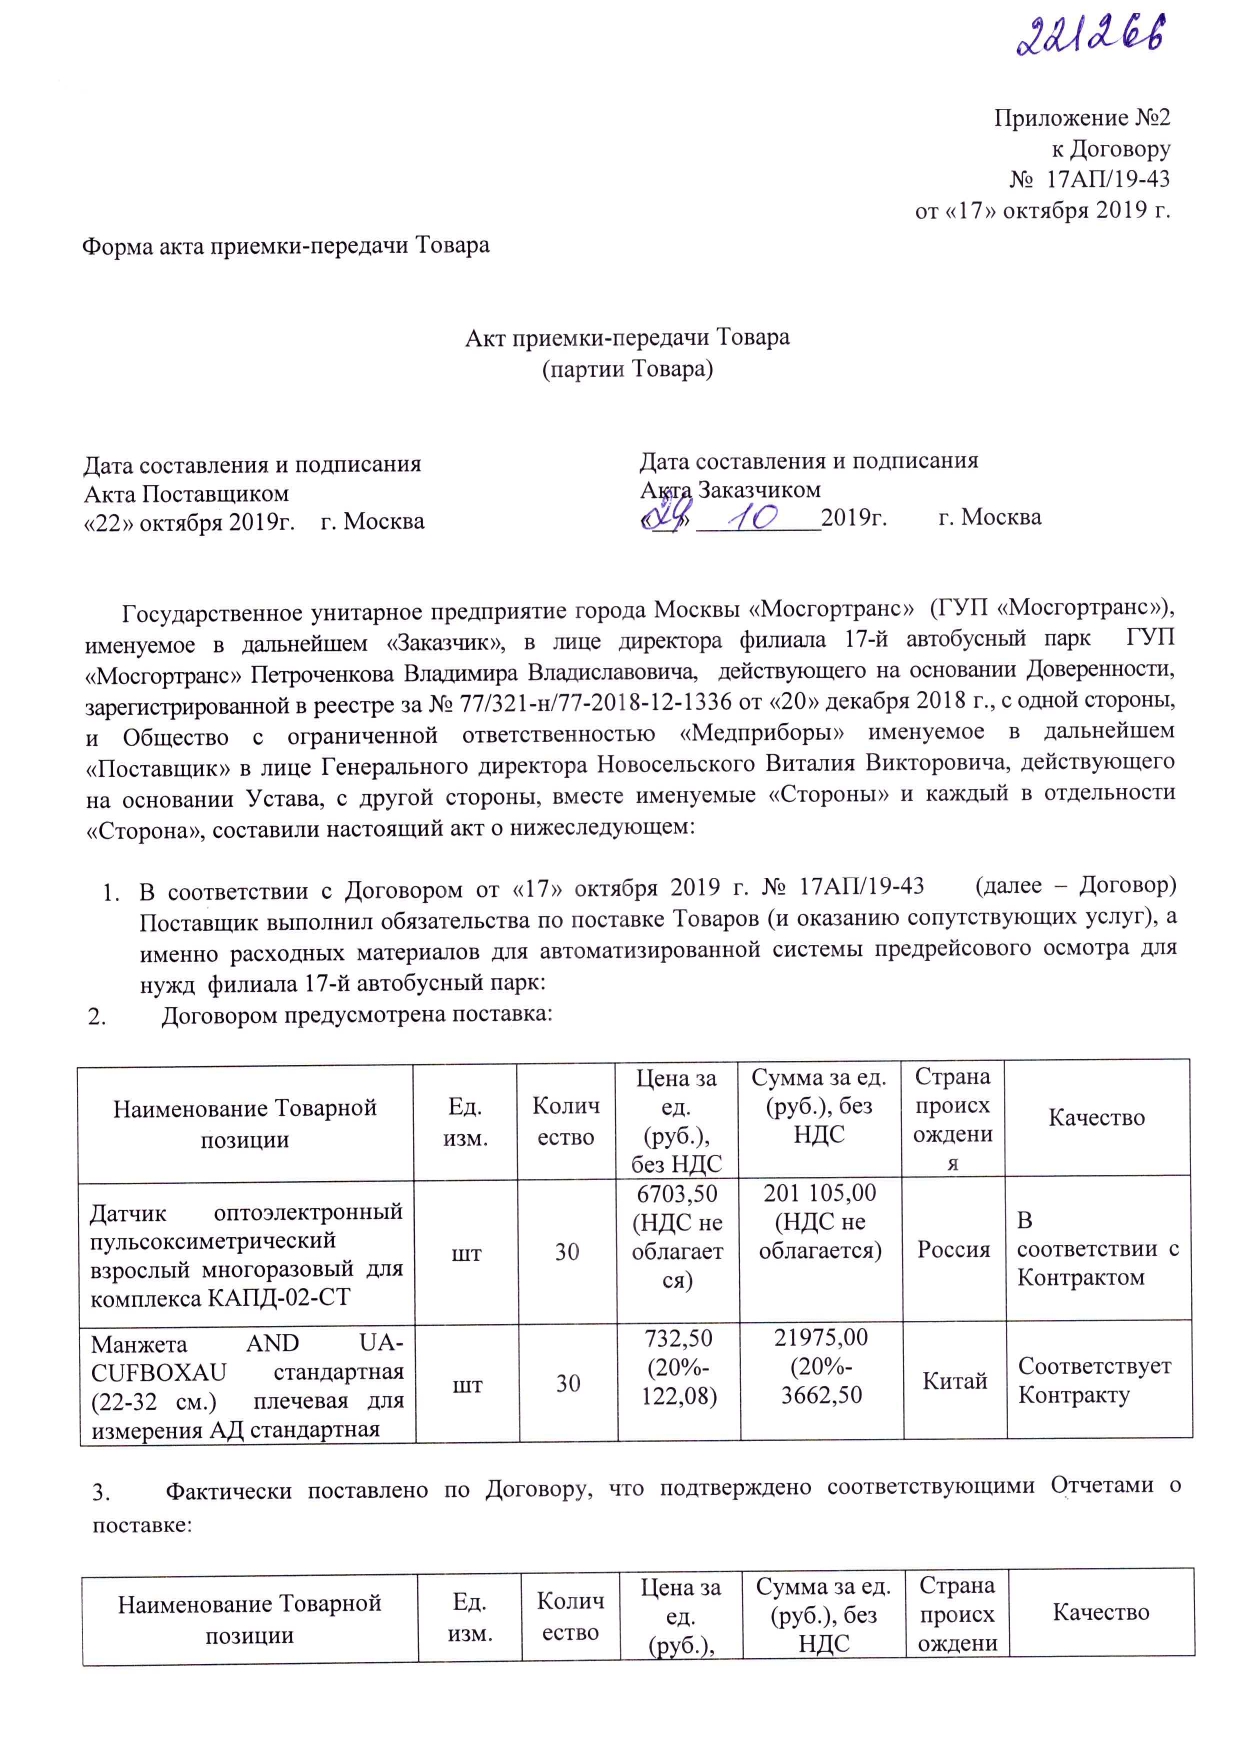 221266
Приложение №2
к Договору
№ 17АП/19-43
от «17» октября 2019 г.
Форма акта приемки-передачи Товара
Акт приемки-передачи Товара
(партии Товара)
Дата составления и подписания
Акта Поставщиком
«22» октября 2019г. г. Москва
Дата составления и подписания
Акта Заказчиком
«__» 10 __________2019г. г. Москва
Государственное унитарное предприятие города Москвы «Мосгортранс» (ГУП «Мосгортранс»),
именуемое в дальнейшем «Заказчик», в лице директора филиала 17-й автобусный парк ГУП
«Мосгортранс» Петроченкова Владимира Владиславовича, действующего на основании Доверенности,
зарегистрированной в реестре за № 77/321-н/77-2018-12-1336 от «20» декабря 2018 г., с одной стороны,
и Общество с ограниченной ответственностью «Медприборы» именуемое в дальнейшем
«Поставщик» в лице Генерального директора Новосельского Виталия Викторовича, действующего
на основании Устава, с другой стороны, вместе именуемые «Стороны» и каждый в отдельности
«Сторона», составили настоящий акт о нижеследующем:
1. В соответствии с Договором от «17» октября 2019 г. № 17АП/19-43 (далее – Договор)
Поставщик выполнил обязательства по поставке Товаров (и оказанию сопутствующих услуг), а
именно расходных материалов для автоматизированной системы предрейсового осмотра для
нужд филиала 17-й автобусный парк:
2. Договором предусмотрена поставка:
Наименование Товарной
позиции
Ед.
изм.
Колич
ество
Цена за
ед.
(руб.),
без НДС
Сумма за ед.
(руб.), без
НДС
Страна
происх
ождени
я
Качество
Датчик оптоэлектронный
пульсоксиметрический
взрослый многоразовый для
комплекса КАПД-02-СТ
шт
30
6703,50
(НДС не
облагает
ся)
201 105,00
(НДС не
облагается)
Россия
В
соответствии с
Контрактом
Манжета AND UA-
CUFBOXAU стандартная
(22-32 см.) плечевая для
измерения АД стандартная
шт
30
732,50
(20%-
122,08)
21975,00
(20%-
3662,50
Китай
Соответствует
Контракту
3. Фактически поставлено по Договору, что подтверждено соответствующими Отчетами о
поставке:
Наименование Товарной
позиции
Ед.
изм.
Колич
ество
Цена за
ед.
(руб.),
Сумма за ед.
(руб.), без
НДС
Страна
происх
ождени
Качество